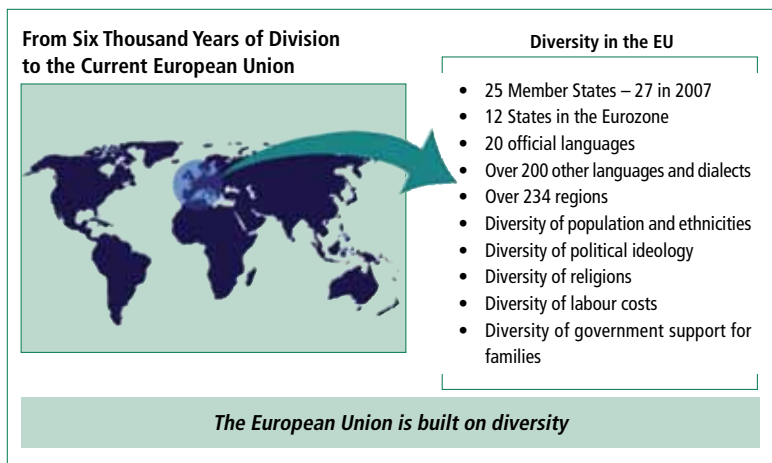 From Six Thousand Years of Division
to the Current European Union
Diversity in the EU
• 25 Member States – 27 in 2007
• 12 States in the Eurozone
• 20 official languages
• Over 200 other languages and dialects
• Over 234 regions
• Diversity of population and ethnicities
• Diversity of political ideology
• Diversity of religions
• Diversity of labour costs
• Diversity of government support for
families
The European Union is built on diversity